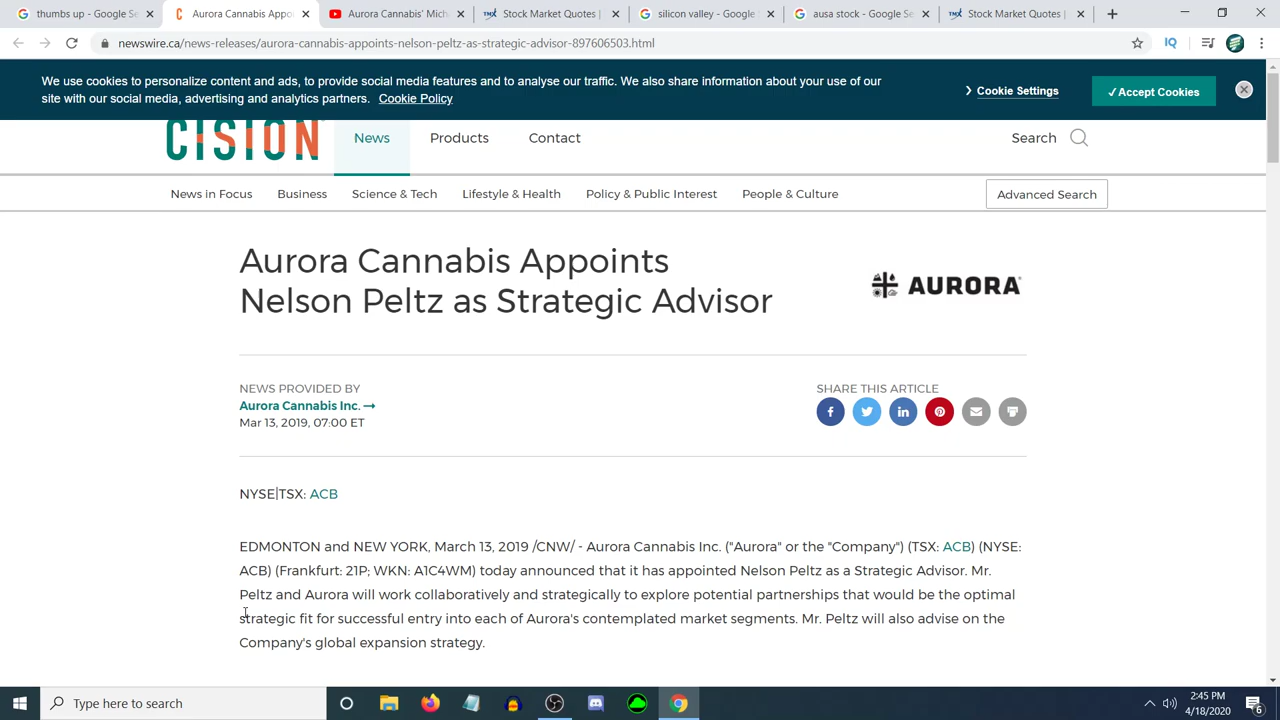 thumbs up - Google Se
Aurora Cannabis Appo
Aurora Cannabis' Mich
Stock Market Quotes |
silicon valley - Google
ausa stock - Google Se
Stock Market Quotes |
newswire.ca/news-releases/aurora-cannabis-appoints-nelson-peltz-as-strategic-advisor-897606503.html
IQ
We use cookies to personalize content and ads, to provide social media features and to analyse our traffic. We also share information about your use of our
site with our social media, advertising and analytics partners. Cookie Policy
Cookie Settings
✓Accept Cookies
CISION
News
Products
Contact
Search
News in Focus
Business
Science & Tech
Lifestyle & Health
Policy & Public Interest
People & Culture
Advanced Search
Aurora Cannabis Appoints
Nelson Peltz as Strategic Advisor
AURORA
NEWS PROVIDED BY
Aurora Cannabis Inc. →
Mar 13, 2019, 07:00 ET
SHARE THIS ARTICLE
NYSE|TSX: ACB
EDMONTON and NEW YORK, March 13, 2019 /CNW/ - Aurora Cannabis Inc. ("Aurora" or the "Company") (TSX: ACB) (NYSE:
ACB) (Frankfurt: 21P; WKN: A1C4WM) today announced that it has appointed Nelson Peltz as a Strategic Advisor. Mr.
Peltz and Aurora will work collaboratively and strategically to explore potential partnerships that would be the optimal
strategic fit for successful entry into each of Aurora's contemplated market segments. Mr. Peltz will also advise on the
Company's global expansion strategy.
Type here to search
2:45 PM
4/18/2020
6